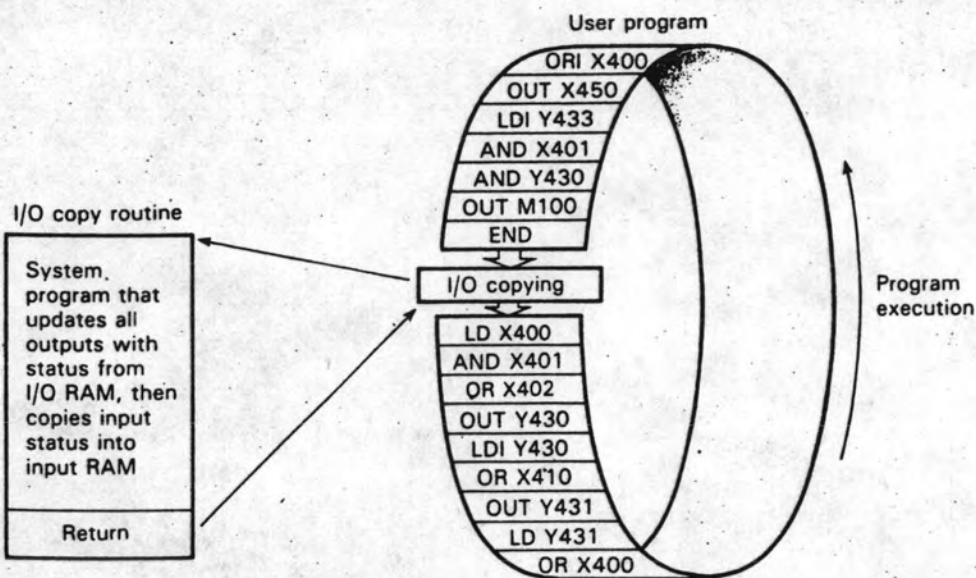 User program
ORI X400
OUT X450
LDI Y433
AND X401
AND Y430
OUT M100
END
I/O copying
LD X400
AND X401
OR X402
OUT Y430
LDI Y430
OR X410
OUT Y431
LD Y431
OR X400
I/O copy routine
System.
program that
updates all
outputs with
status from
I/O RAM, then
copies input
status into
input RAM
Return
Program
execution